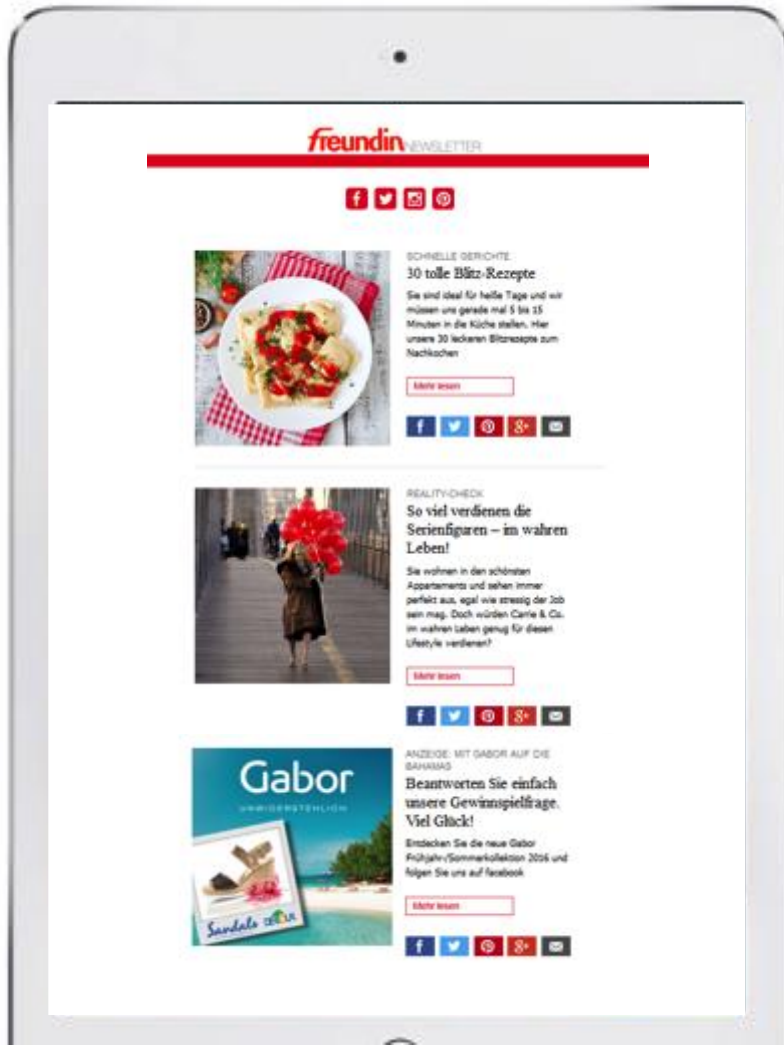 freundin NEWSLETTER
SCHNELLE GERICHTE
30 tolle Blitz-Rezepte
Sie sind ideal für heiße Tage und wir
müssen uns gerade mal 5 bis 15
Minuten in die Küche stellen. Hier
unsere 30 leckeren Blitzrezepte zum
Nachkochen
Mehr lesen
REALITY-CHECK
So viel verdienen die
Serienfiguren – im wahren
Leben!
Sie wohnen in den schönsten
Appartements und sehen immer
perfekt aus, egal wie stressig der Job
sein mag. Doch würden Carrie & Co.
im wahren Leben genug für diesen
Lifestyle verdienen?
Mehr lesen
Gabor
UNWIDERSTEHLICH
Sandals
ANZEIGE: MIT GABOR AUF DIE
BAHAMAS
Beantworten Sie einfach
unsere Gewinnspielfrage.
Viel Glück!
Entdecken Sie die neue Gabor
Frühjahr-/Sommerkollektion 2016 und
folgen Sie uns auf facebook
Mehr lesen